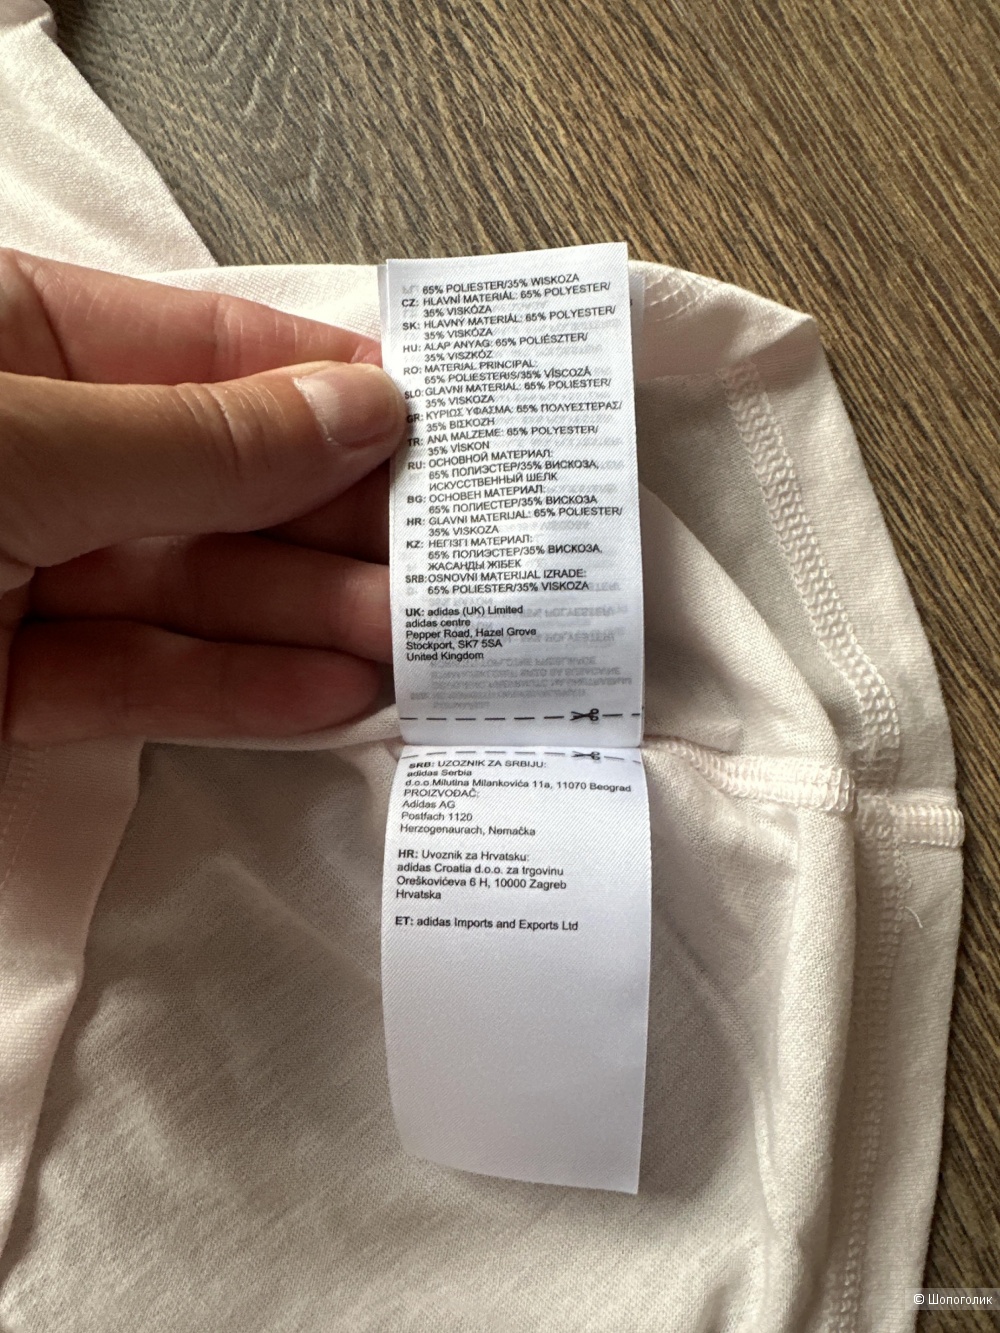 PL: 65% POLIESTER/35% WISKOZA
CZ: HLAVNÍ MATERIÁL: 65% POLYESTER/
35% VISKÓZA
SK: HLAVNÝ MATERIÁL: 65% POLYESTER/
35% VISKÓZA
HU: ALAP ANYAG: 65% POLIÉSZTER/
35% VISZKÓZ
RO: MATERIAL PRINCIPAL:
65% POLIESTERIS/35% VÎSCOZĂ
SLO: GLAVNI MATERIAL: 65% POLIESTER/
35% VISKOZA
GR: ΚΥΡΙΩΣ ΥΦΑΣΜΑ: 65% ΠΟΛΥΕΣΤΕΡΑΣ/
35% ΒΙΣΚΟΖΗ
TR: ANA MALZEME: 65% POLYESTER/
35% VİSKON
RU: ОСНОВНОЙ МАТЕРИАЛ:
65% ПОЛИЭСТЕР/35% ВИСКОЗА,
ИСКУССТВЕННЫЙ ШЕЛК
BG: ОСНОВЕН МАТЕРИАЛ:
65% ПОЛИЕСТЕР/35% ВИСКОЗА
HR: GLAVNI MATERIJAL: 65% POLIESTER/
35% VISKOZA
KZ: НЕГІЗГІ МАТЕРИАЛ:
65% ПОЛИЭСТЕР/35% ВИСКОЗА,
ЖАСАНДЫ ЖІБЕК
SRB: OSNOVNI MATERIJAL IZRADE:
65% POLIESTER/35% VISKOZA
UK: adidas (UK) Limited
adidas centre
Pepper Road, Hazel Grove
Stockport, SK7 5SA
United Kingdom
SRB: UZOZNIK ZA SRBIJU:
adidas Serbia
d.o.o.Milutina Milankovića 11a, 11070 Beograd
PROIZVOĐAČ:
Adidas AG
Postfach 1120
Herzogenaurach, Nemačka
HR: Uvoznik za Hrvatsku:
adidas Croatia d.o.o. za trgovinu
Oreškovićeva 6 H, 10000 Zagreb
Hrvatska
ET: adidas Imports and Exports Ltd
© Шопоголик